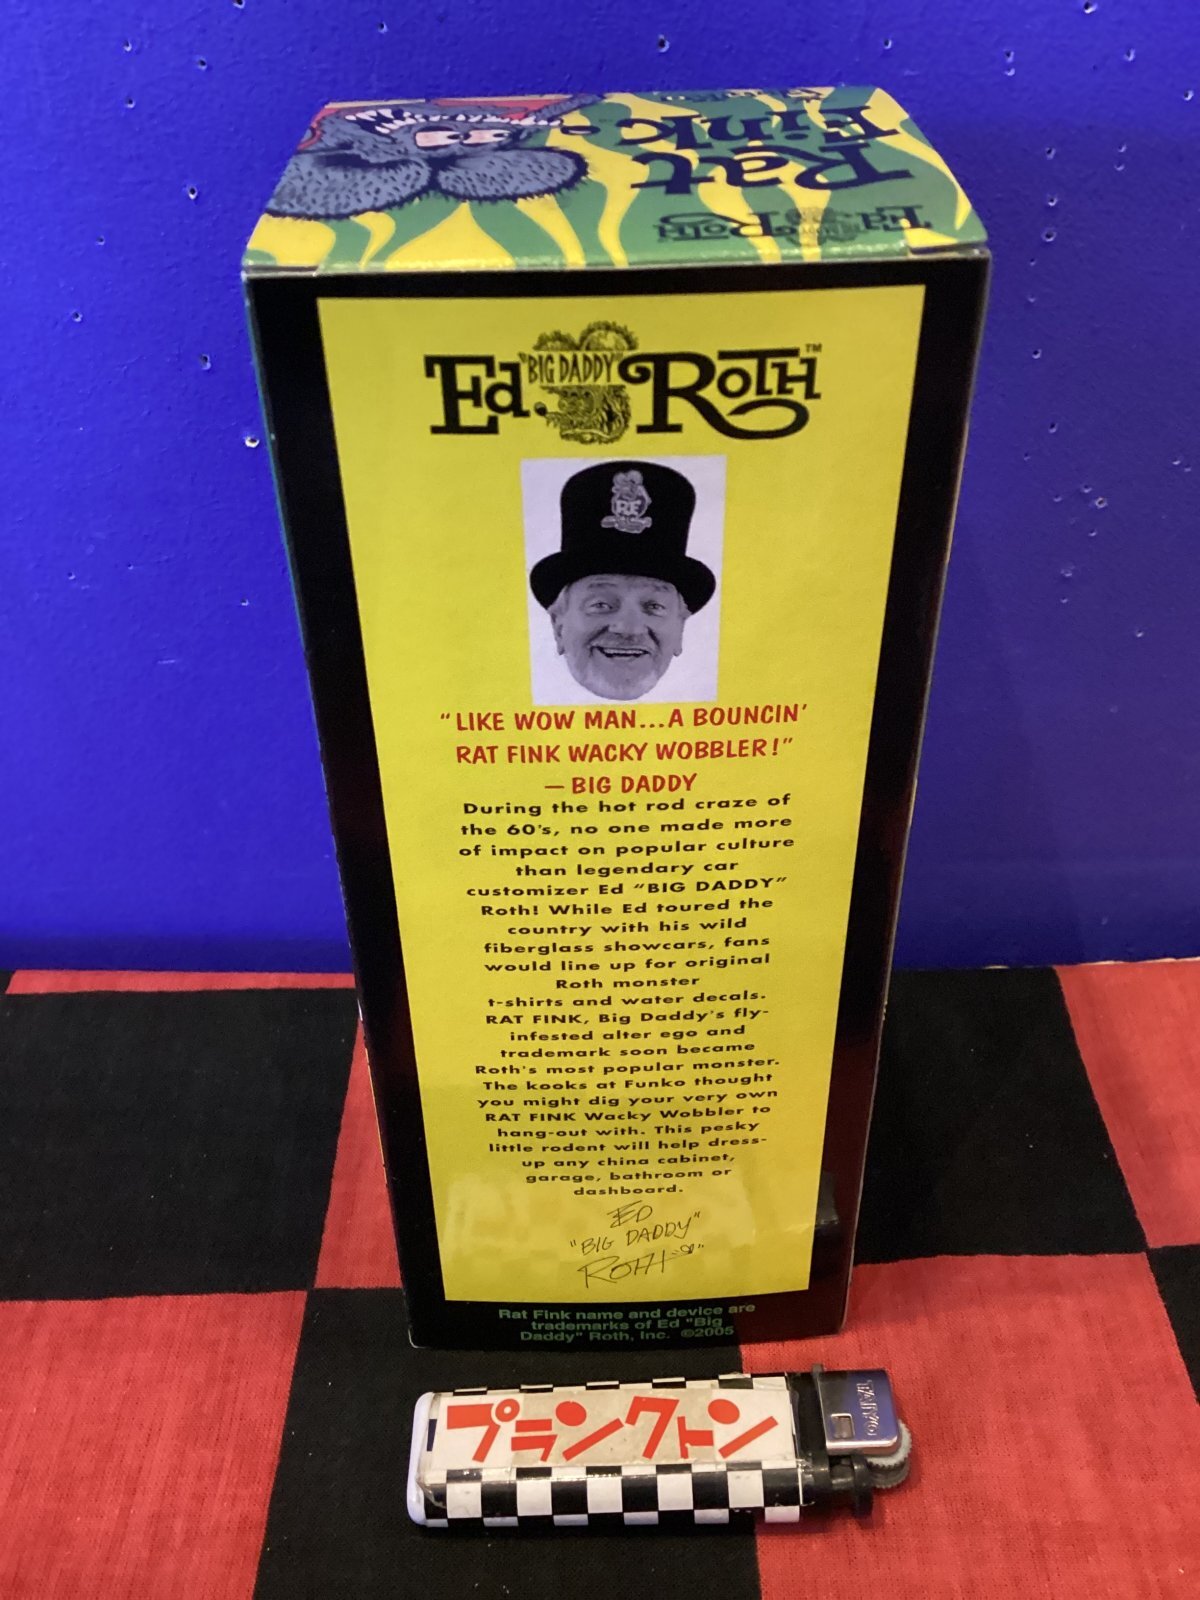 Rat
Fink
Ed "BIG DADDY" Roth™
RF
"LIKE WOW MAN...A BOUNCIN'
RAT FINK WACKY WOBBLER!"
— BIG DADDY
During the hot rod craze of
the 60's, no one made more
of impact on popular culture
than legendary car
customizer Ed "BIG DADDY"
Roth! While Ed toured the
country with his wild
fiberglass showcars, fans
would line up for original
Roth monster
t-shirts and water decals.
RAT FINK, Big Daddy's fly-
infested alter ego and
trademark soon became
Roth's most popular monster.
The kooks at Funko thought
you might dig your very own
RAT FINK Wacky Wobbler to
hang-out with. This pesky
little rodent will help dress-
up any china cabinet,
garage, bathroom or
dashboard.
ED
"BIG DADDY"
ROTH
Rat Fink name and device are
trademarks of Ed "Big
Daddy" Roth, Inc. ©2005
プランクトン